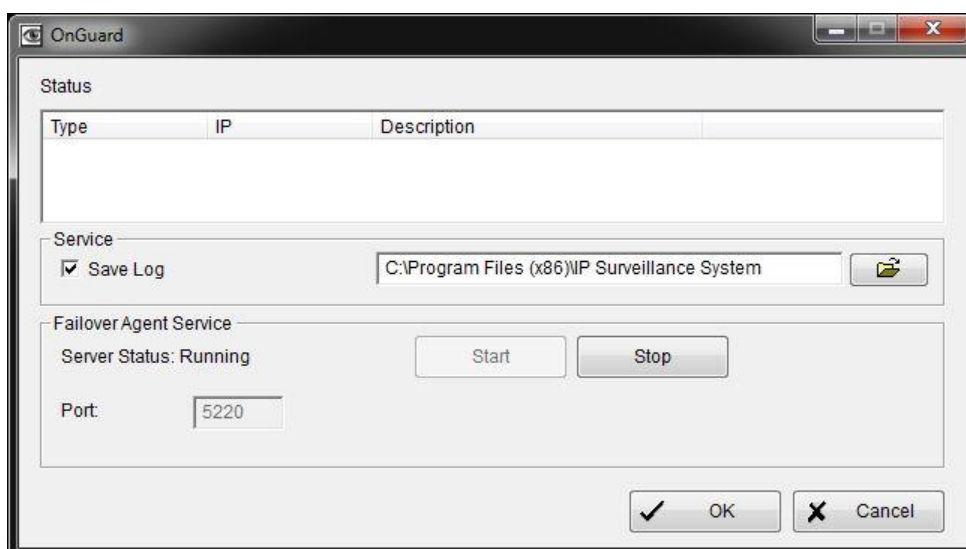 OnGuard
Status
Type IP Description
Service
Save Log C:\Program Files (x86)\IP Surveillance System
Failover Agent Service
Server Status: Running Start Stop
Port: 5220
OK Cancel